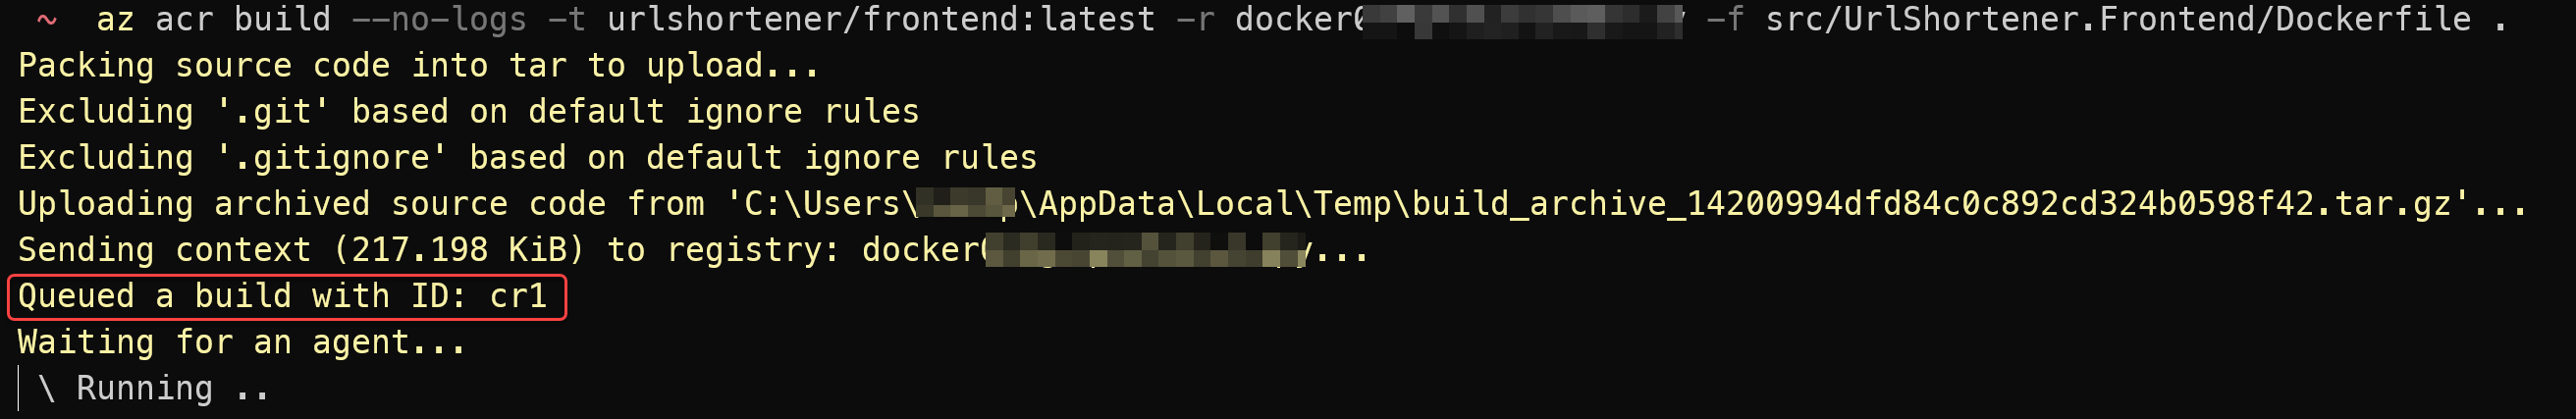 ~ az acr build --no-logs -t urlshortener/frontend:latest -r docker -f src/UrlShortener.Frontend/Dockerfile .
Packing source code into tar to upload...
Excluding '.git' based on default ignore rules
Excluding '.gitignore' based on default ignore rules
Uploading archived source code from 'C:\Users\ \AppData\Local\Temp\build_archive_14200994dfd84c0c892cd324b0598f42.tar.gz'...
Sending context (217.198 KiB) to registry: docker ...
Queued a build with ID: cr1
Waiting for an agent...
\ Running ..